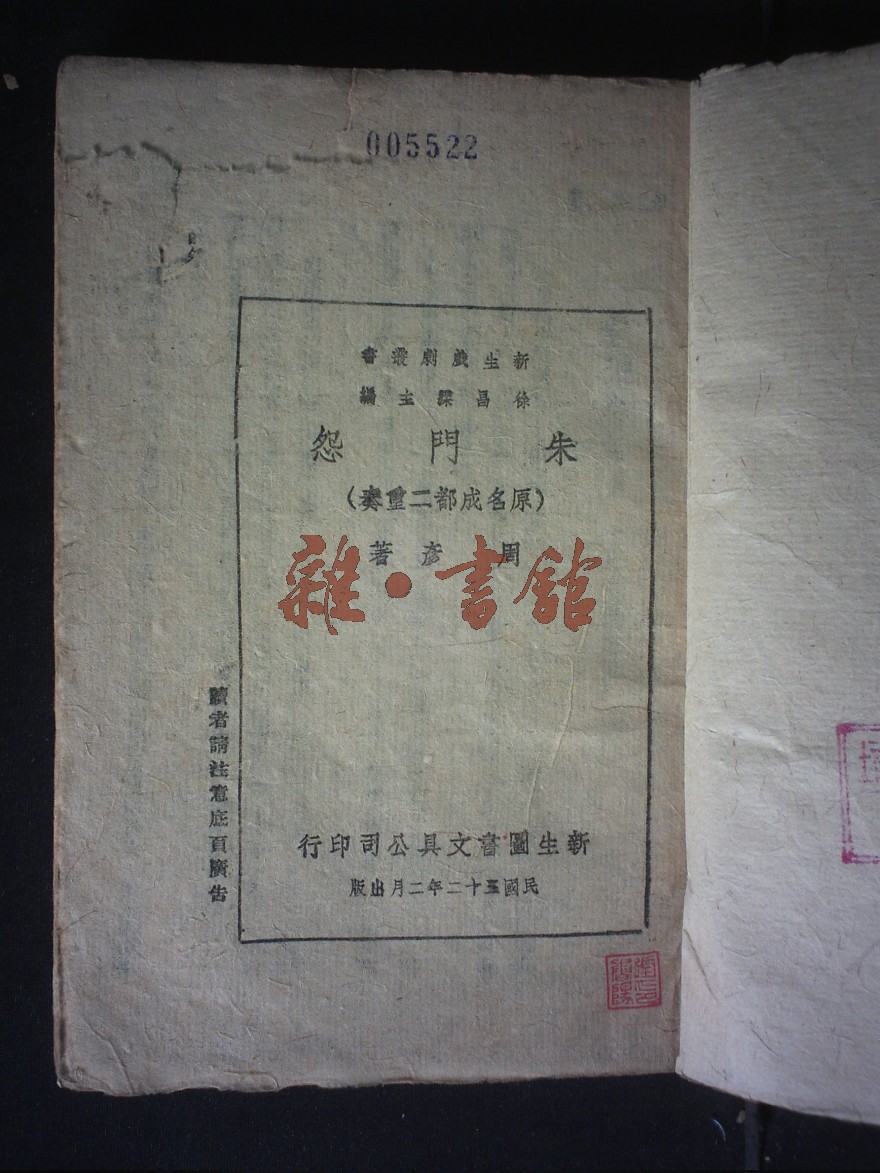 005522
新生戲劇叢書
徐昌霖主編
朱門怨
(原名成都二重奏)
周彥著
雜·書館
新生圖書文具公司印行
民國三十二年二月出版
讀者請注意底頁廣告